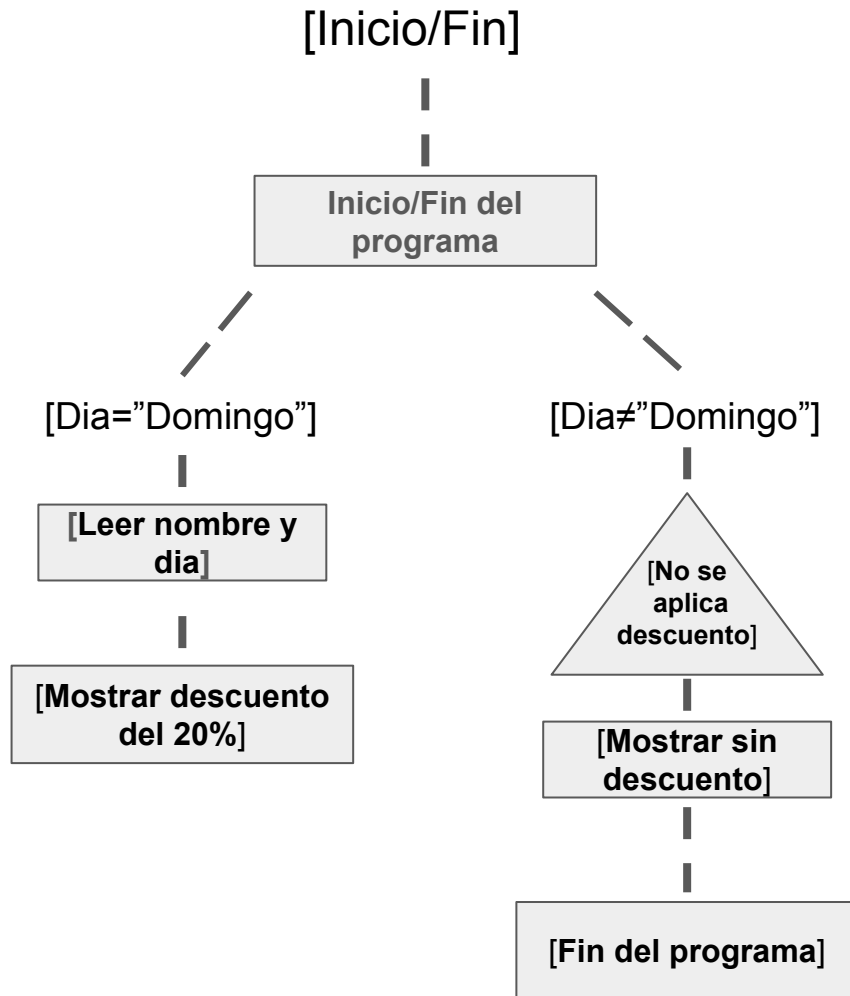 [Inicio/Fin]
Inicio/Fin del
programa
[Dia=”Domingo”]
[Dia≠”Domingo”]
[Leer nombre y
dia]
[No se
aplica
descuento]
[Mostrar descuento
del 20%]
[Mostrar sin
descuento]
[Fin del programa]